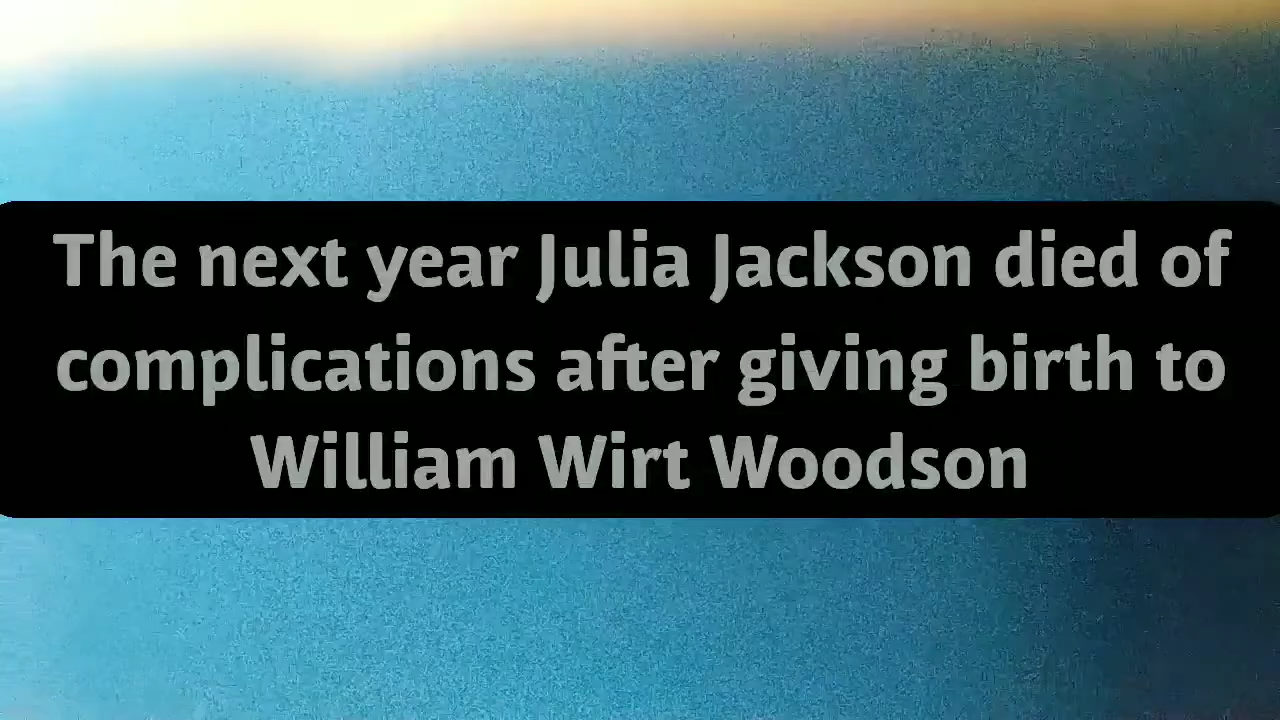 The next year Julia Jackson died of
complications after giving birth to
William Wirt Woodson